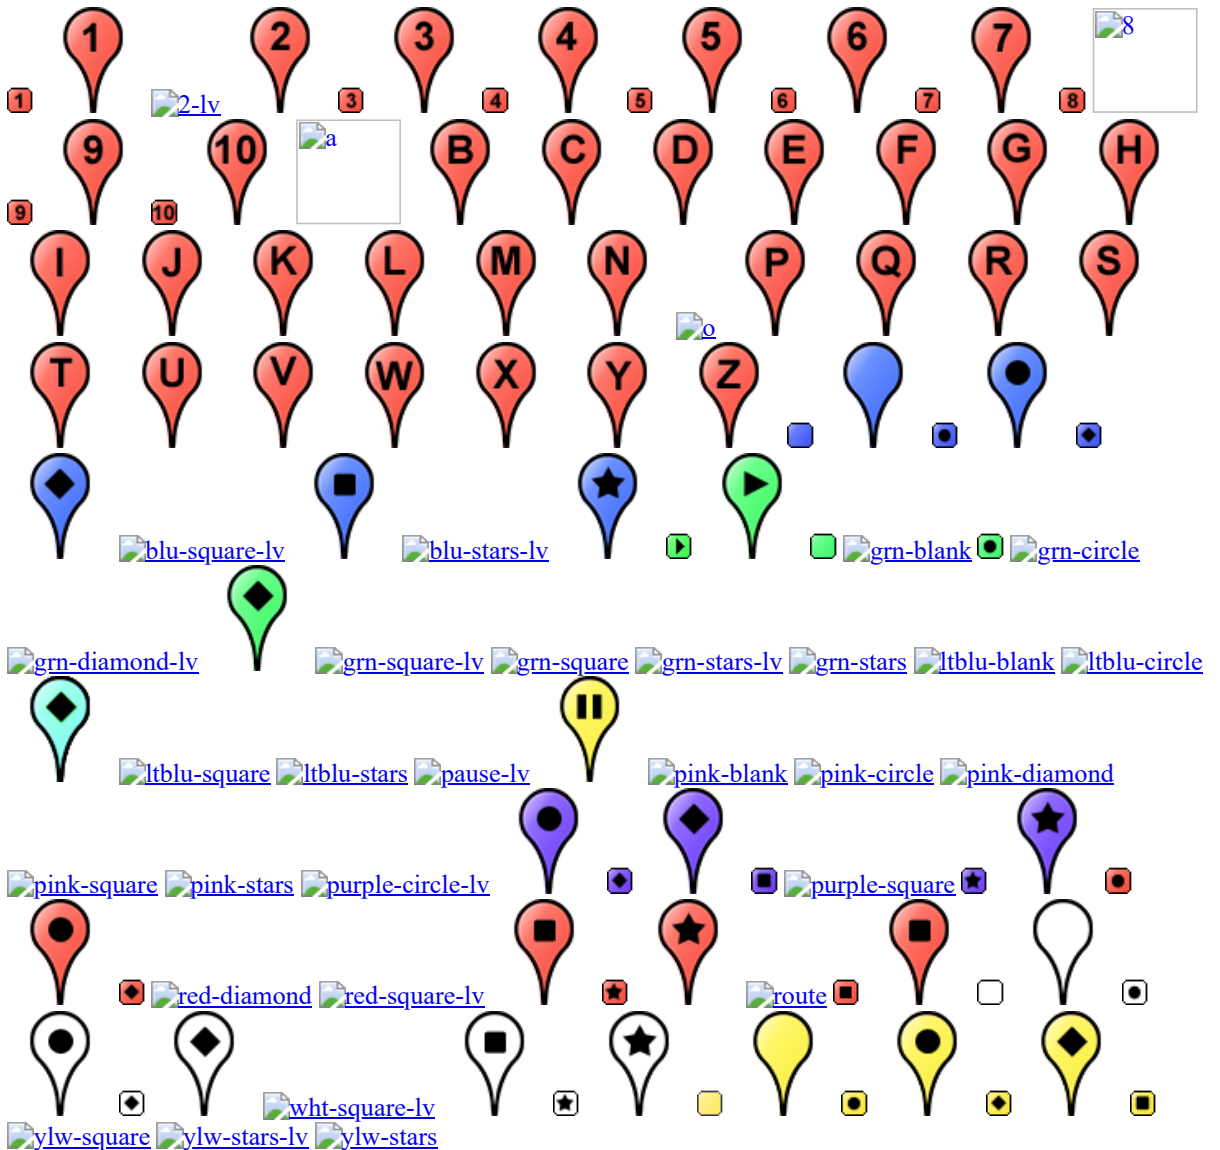 1 1 2-lv 2 3 3 4 4 5 5 6 6 7 7 8 8
9 9 10 10 a B C D E F G H
I J K L M N o P Q R S
T U V W X Y Z
blu-square-lv blu-stars-lv grn-blank grn-circle
grn-diamond-lv grn-square-lv grn-square grn-stars-lv grn-stars ltblu-blank ltblu-circle
ltblu-square ltblu-stars pause-lv pink-blank pink-circle pink-diamond
pink-square pink-stars purple-circle-lv purple-square
red-diamond red-square-lv route
wht-square-lv
ylw-square ylw-stars-lv ylw-stars